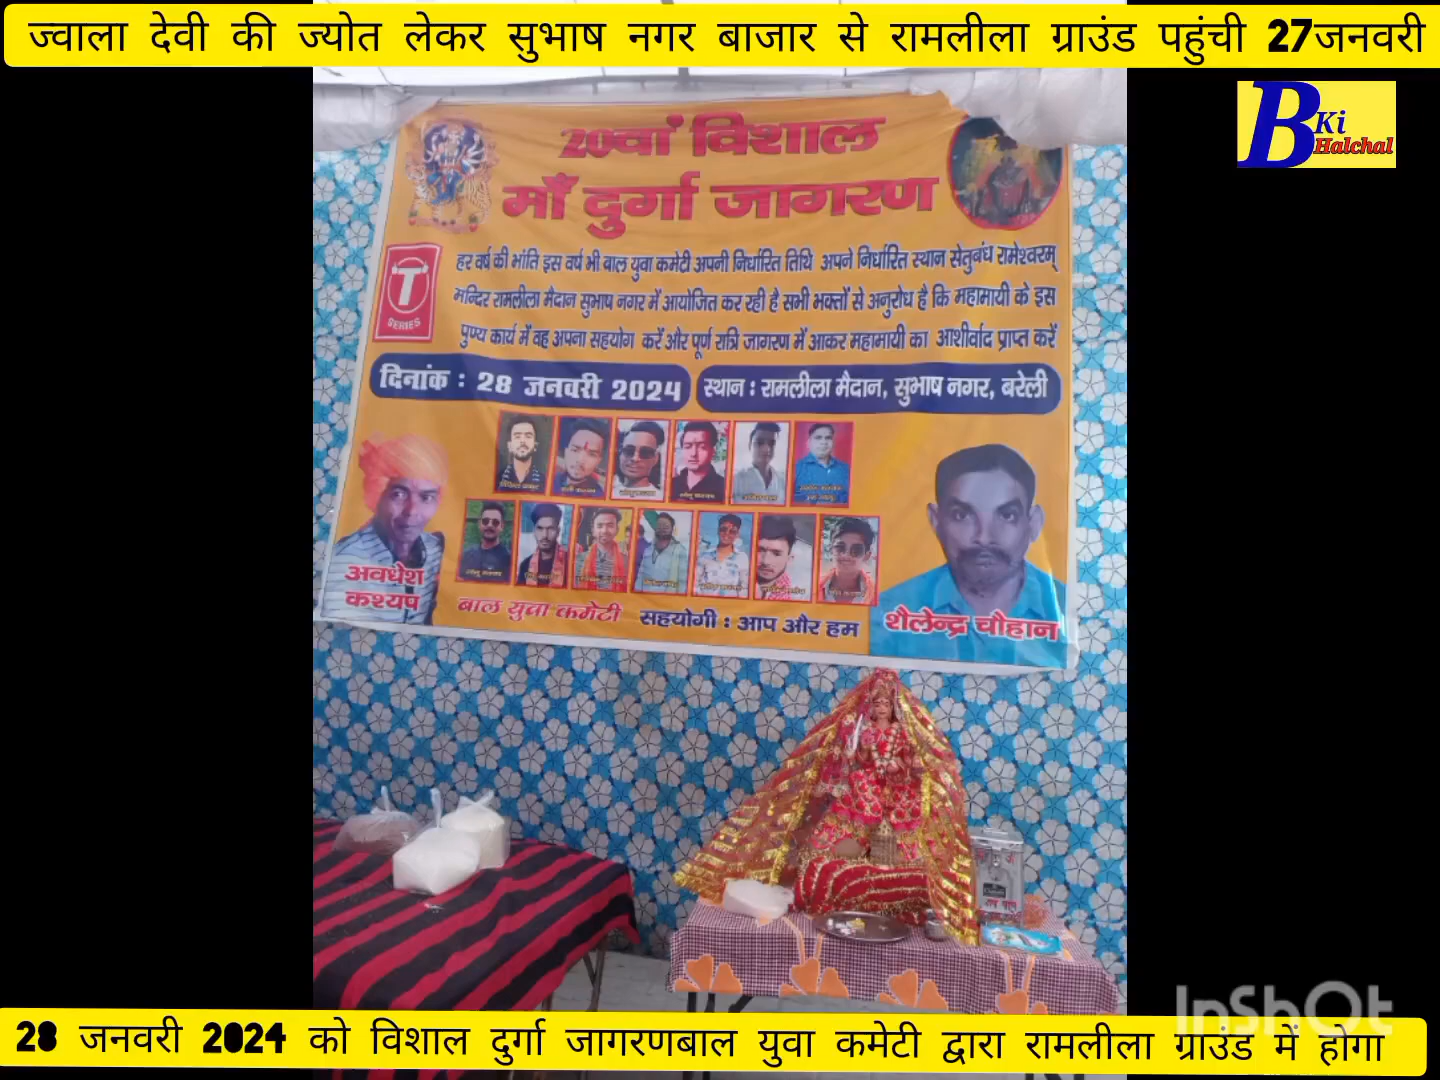 ज्वाला देवी की ज्योत लेकर सुभाष नगर बाजार से रामलीला ग्राउंड पहुंची 27जनवरी
B Ki Halchal
20वां विशाल
माँ दुर्गा जागरण
T SERIES
हर वर्ष की भांति इस वर्ष भी बाल युवा कमेटी अपनी निर्धारित तिथि अपने निर्धारित स्थान सेतुबंध रामेश्वरम्
मन्दिर रामलीला मैदान सुभाष नगर में आयोजित कर रही है सभी भक्तों से अनुरोध है कि महामायी के इस
पुण्य कार्य में वह अपना सहयोग करें और पूर्ण रात्रि जागरण में आकर महामायी का आशीर्वाद प्राप्त करें
दिनांक : 28 जनवरी 2024
स्थान : रामलीला मैदान, सुभाष नगर, बरेली
अवधेश
कश्यप
बाल युवा कमेटी
सहयोगी : आप और हम
शैलेन्द्र चौहान
InShOt
28 जनवरी 2024 को विशाल दुर्गा जागरणबाल युवा कमेटी द्वारा रामलीला ग्राउंड में होगा